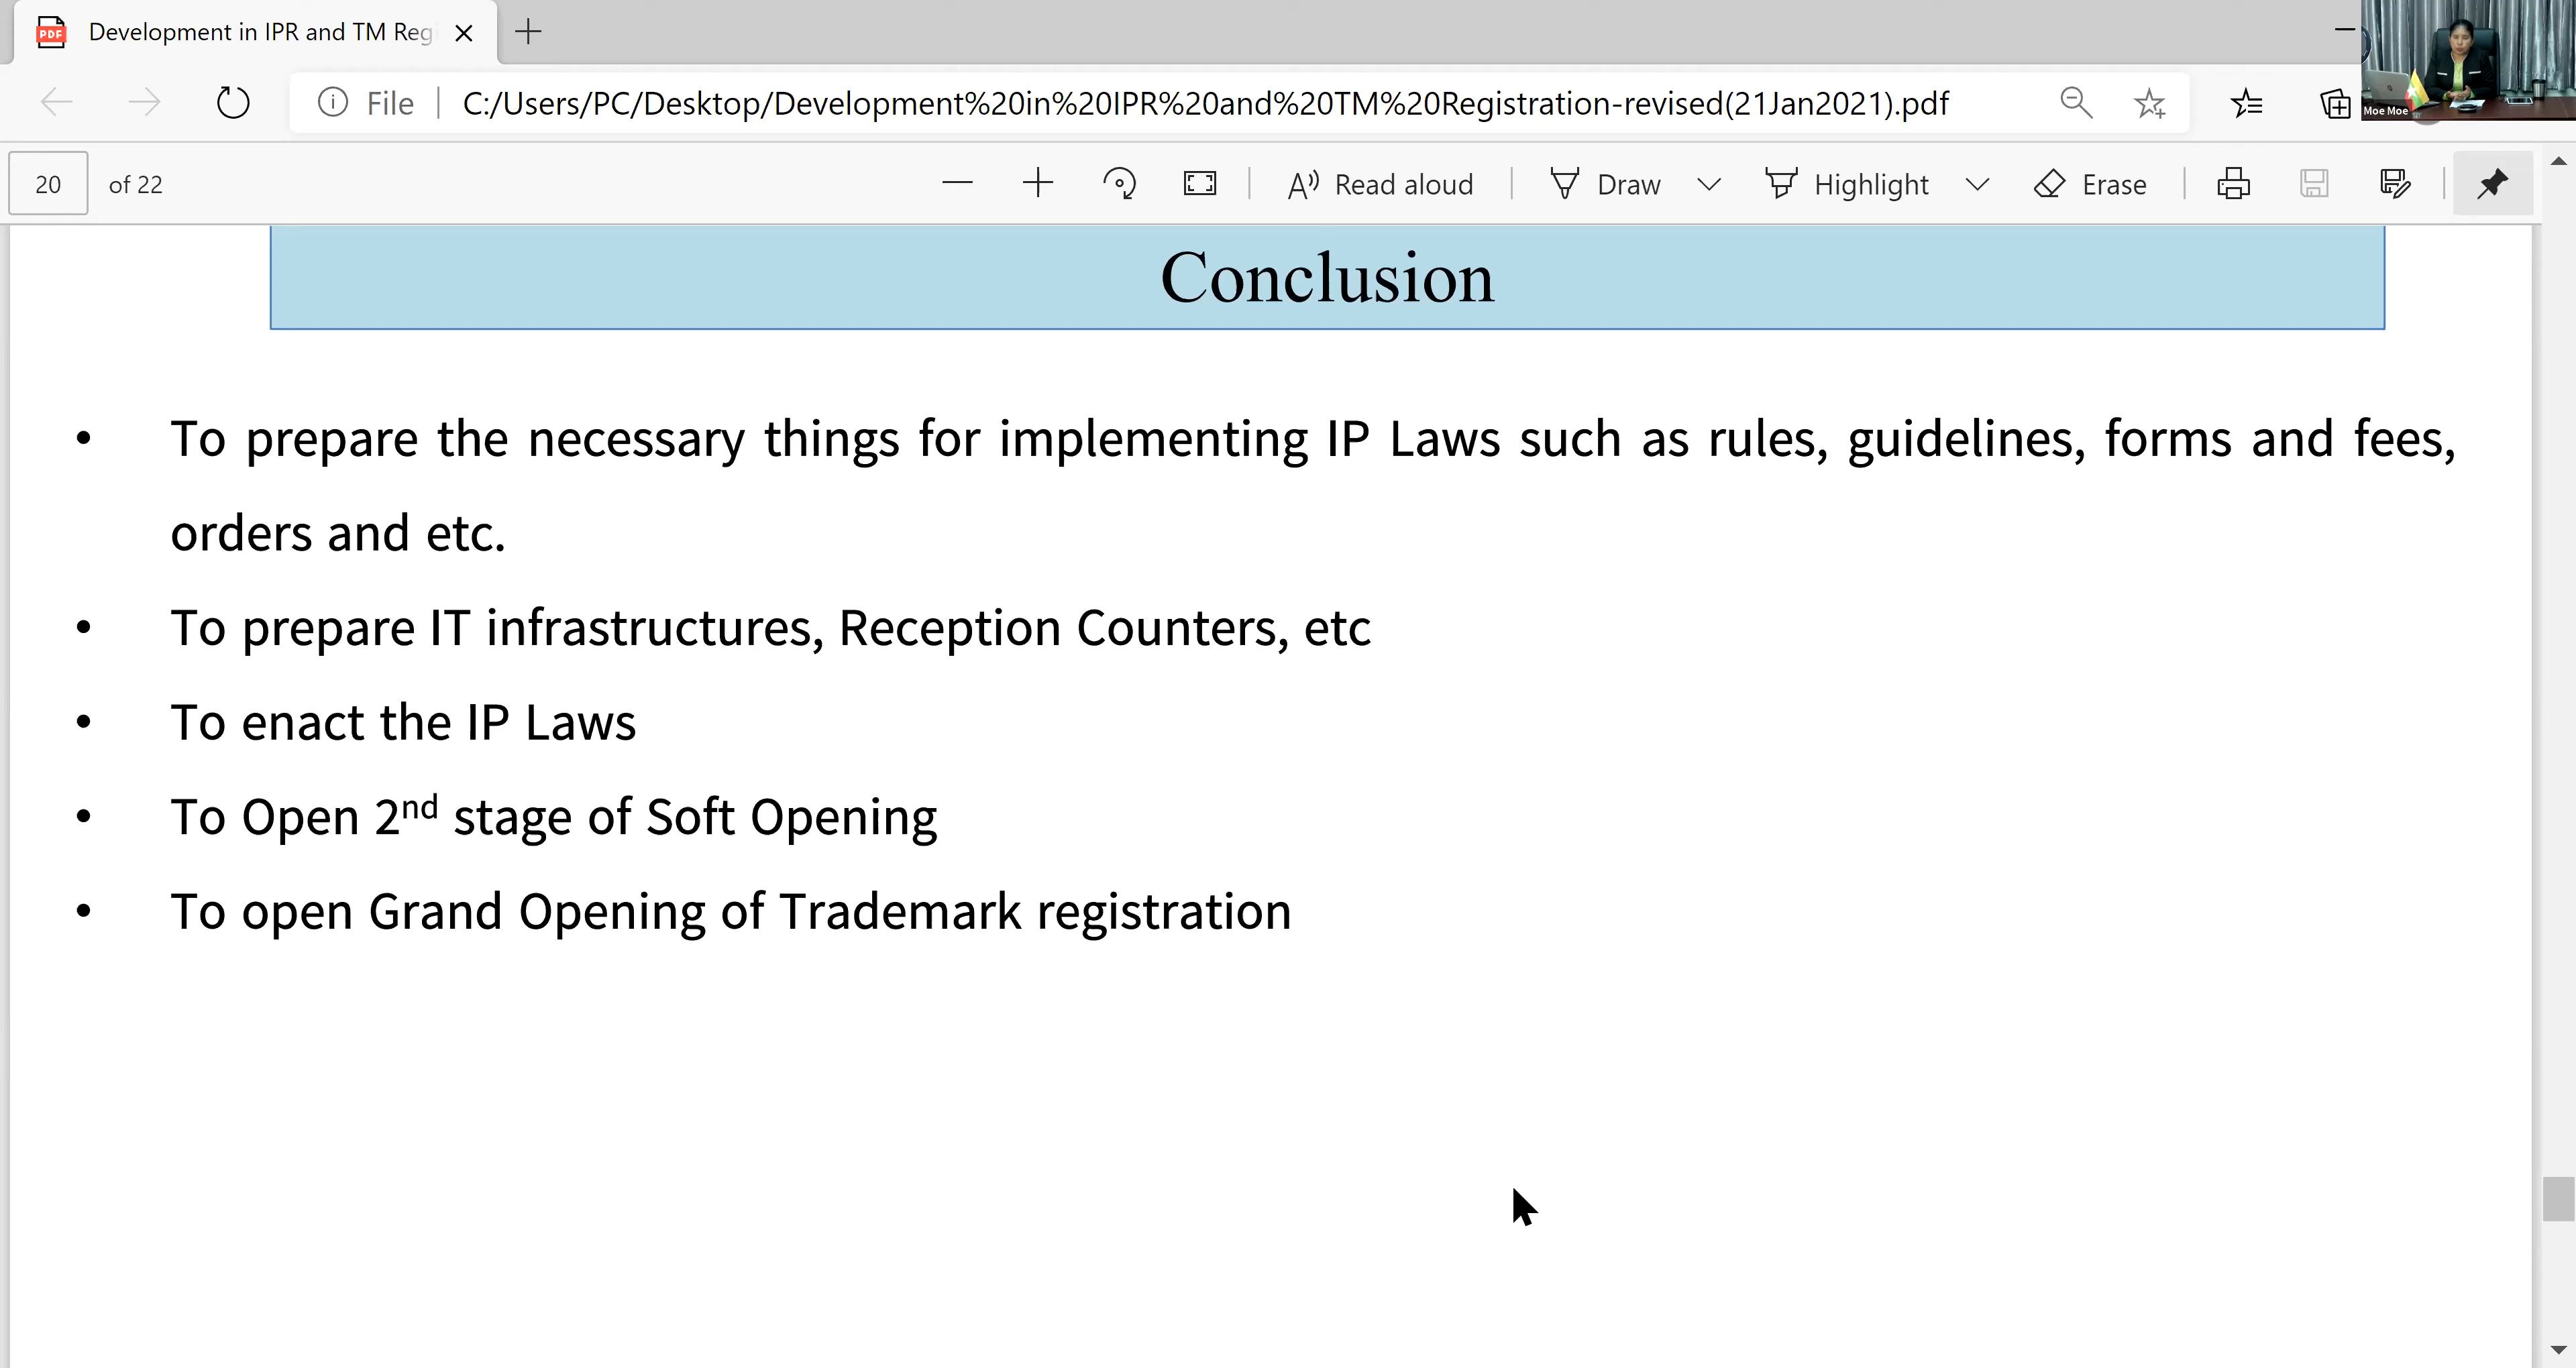 Development in IPR and TM Reg
File
C:/Users/PC/Desktop/Development%20in%20IPR%20and%20TM%20Registration-revised(21Jan2021).pdf
Moe Moe
20 of 22
Read aloud
Draw
Highlight
Erase
Conclusion
• To prepare the necessary things for implementing IP Laws such as rules, guidelines, forms and fees,
orders and etc.
• To prepare IT infrastructures, Reception Counters, etc
• To enact the IP Laws
• To Open 2nd stage of Soft Opening
• To open Grand Opening of Trademark registration